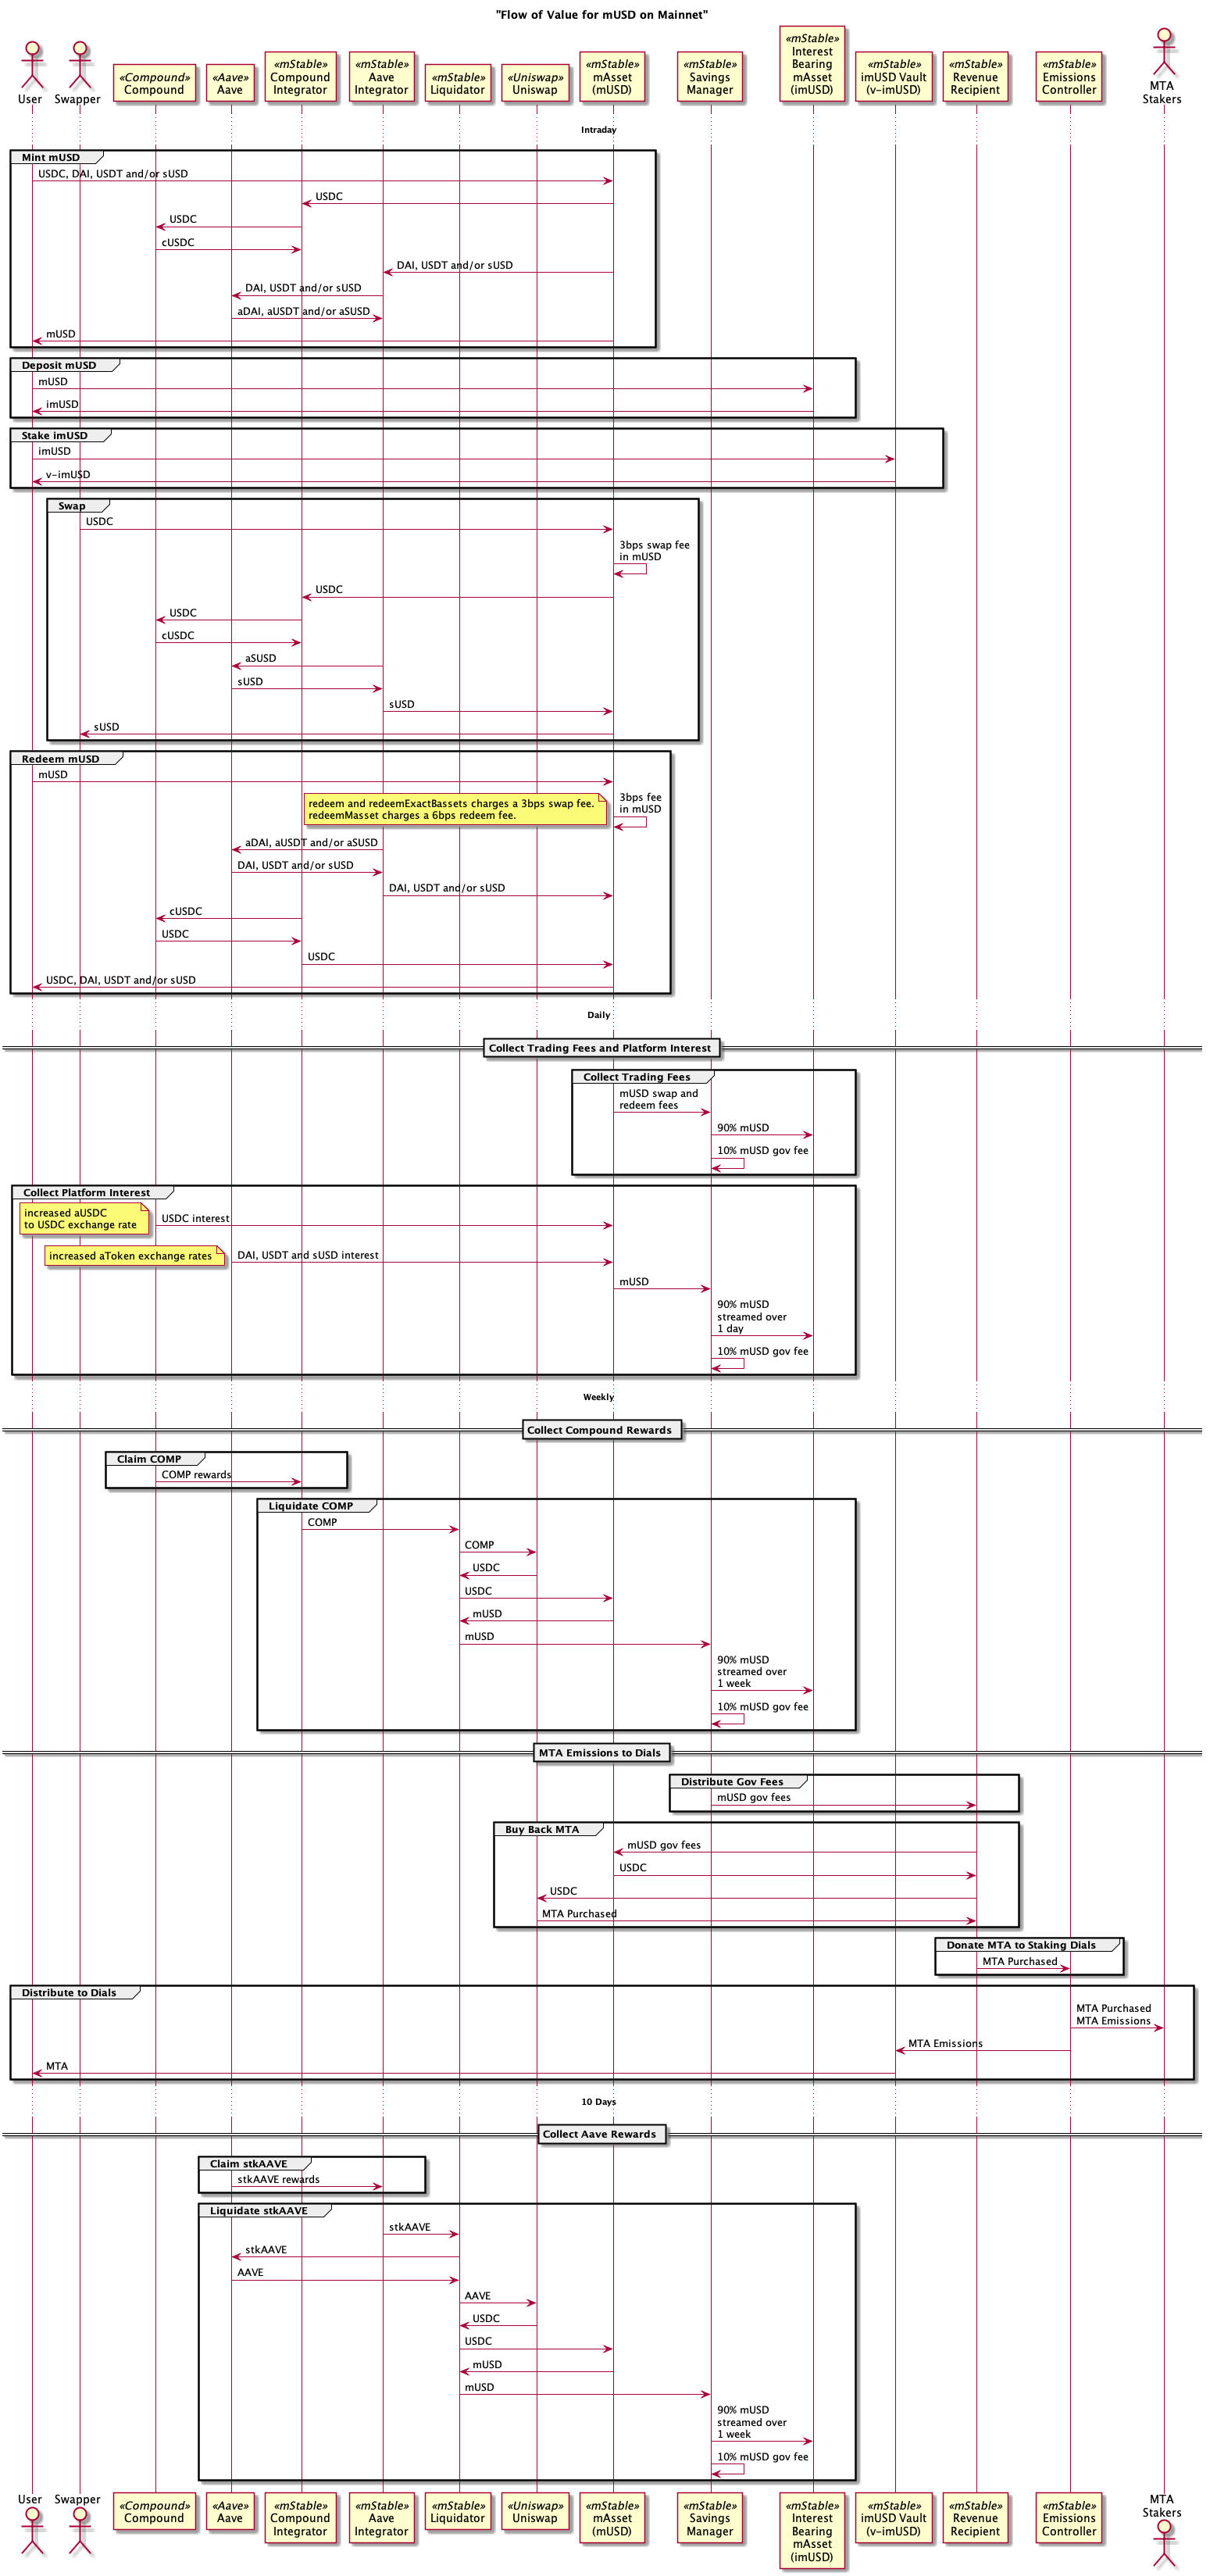 "Flow of Value for mUSD on Mainnet"
User
Swapper
«Compound»
Compound
«Aave»
Aave
«mStable»
Compound
Integrator
«mStable»
Aave
Integrator
«mStable»
Liquidator
«Uniswap»
Uniswap
«mStable»
mAsset
(mUSD)
«mStable»
Savings
Manager
«mStable»
Interest
Bearing
mAsset
(imUSD)
«mStable»
imUSD Vault
(v-imUSD)
«mStable»
Revenue
Recipient
«mStable»
Emissions
Controller
MTA
Stakers
Intraday
Mint mUSD
USDC, DAI, USDT and/or sUSD
USDC
USDC
cUSDC
DAI, USDT and/or sUSD
DAI, USDT and/or sUSD
aDAI, aUSDT and/or aSUSD
mUSD
Deposit mUSD
mUSD
imUSD
Stake imUSD
imUSD
v-imUSD
Swap
USDC
3bps swap fee
in mUSD
USDC
USDC
cUSDC
aSUSD
sUSD
sUSD
sUSD
Redeem mUSD
mUSD
redeem and redeemExactBassets charges a 3bps swap fee.
redeemMasset charges a 6bps redeem fee.
3bps fee
in mUSD
aDAI, aUSDT and/or aSUSD
DAI, USDT and/or sUSD
DAI, USDT and/or sUSD
cUSDC
USDC
USDC
USDC, DAI, USDT and/or sUSD
Daily
Collect Trading Fees and Platform Interest
Collect Trading Fees
mUSD swap and
redeem fees
90% mUSD
10% mUSD gov fee
Collect Platform Interest
increased aUSDC
to USDC exchange rate
USDC interest
increased aToken exchange rates
DAI, USDT and sUSD interest
mUSD
90% mUSD
streamed over
1 day
10% mUSD gov fee
Weekly
Collect Compound Rewards
Claim COMP
COMP rewards
Liquidate COMP
COMP
COMP
USDC
USDC
mUSD
mUSD
90% mUSD
streamed over
1 week
10% mUSD gov fee
MTA Emissions to Dials
Distribute Gov Fees
mUSD gov fees
Buy Back MTA
mUSD gov fees
USDC
USDC
MTA Purchased
Donate MTA to Staking Dials
MTA Purchased
Distribute to Dials
MTA Purchased
MTA Emissions
MTA Emissions
MTA
10 Days
Collect Aave Rewards
Claim stkAAVE
stkAAVE rewards
Liquidate stkAAVE
stkAAVE
stkAAVE
AAVE
AAVE
USDC
USDC
mUSD
mUSD
90% mUSD
streamed over
1 week
10% mUSD gov fee
User
Swapper
«Compound»
Compound
«Aave»
Aave
«mStable»
Compound
Integrator
«mStable»
Aave
Integrator
«mStable»
Liquidator
«Uniswap»
Uniswap
«mStable»
mAsset
(mUSD)
«mStable»
Savings
Manager
«mStable»
Interest
Bearing
mAsset
(imUSD)
«mStable»
imUSD Vault
(v-imUSD)
«mStable»
Revenue
Recipient
«mStable»
Emissions
Controller
MTA
Stakers